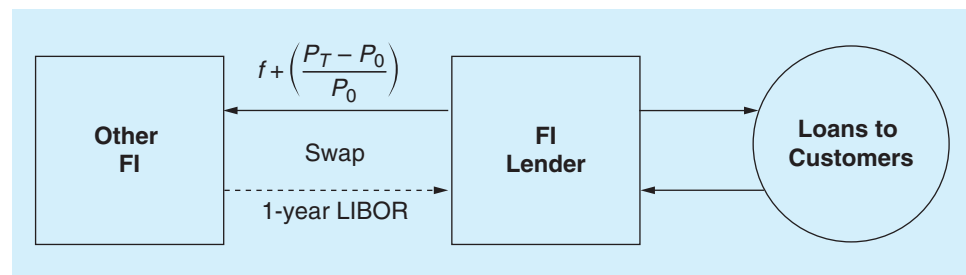 f + (P_T – P_0 / P_0)
Other
FI
Swap
1-year LIBOR
FI
Lender
Loans to
Customers